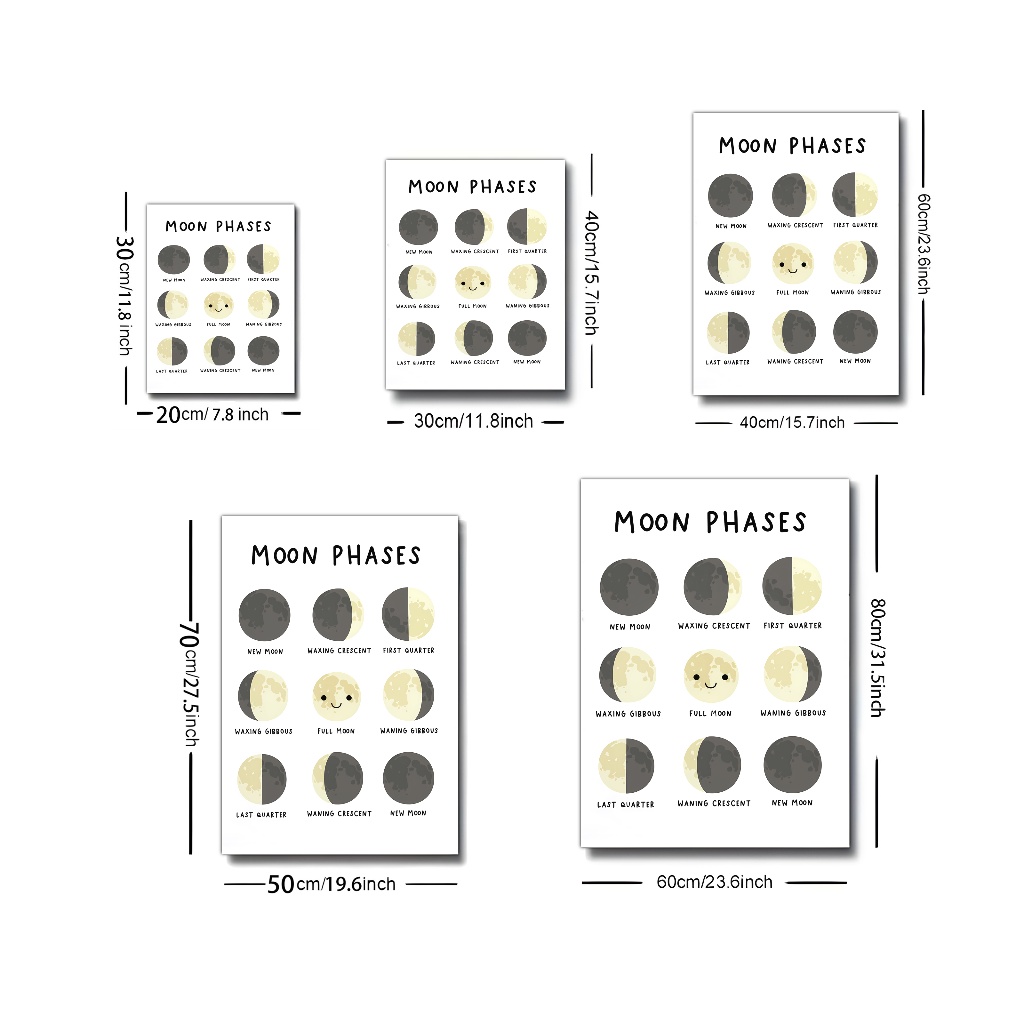 MOON PHASES
NEW MOON WAXING CRESCENT FIRST QUARTER
WAXING GIBBOUS FULL MOON WANING GIBBOUS
LAST QUARTER WANING CRESCENT NEW MOON
30cm/11.8 inch
20cm/ 7.8 inch
MOON PHASES
NEW MOON WAXING CRESCENT FIRST QUARTER
WAXING GIBBOUS FULL MOON WANING GIBBOUS
LAST QUARTER WANING CRESCENT NEW MOON
40cm/15.7inch
30cm/11.8inch
MOON PHASES
NEW MOON WAXING CRESCENT FIRST QUARTER
WAXING GIBBOUS FULL MOON WANING GIBBOUS
LAST QUARTER WANING CRESCENT NEW MOON
60cm/23.6inch
40cm/15.7inch
MOON PHASES
NEW MOON WAXING CRESCENT FIRST QUARTER
WAXING GIBBOUS FULL MOON WANING GIBBOUS
LAST QUARTER WANING CRESCENT NEW MOON
70cm/27.5inch
50cm/19.6inch
MOON PHASES
NEW MOON WAXING CRESCENT FIRST QUARTER
WAXING GIBBOUS FULL MOON WANING GIBBOUS
LAST QUARTER WANING CRESCENT NEW MOON
80cm/31.5inch
60cm/23.6inch